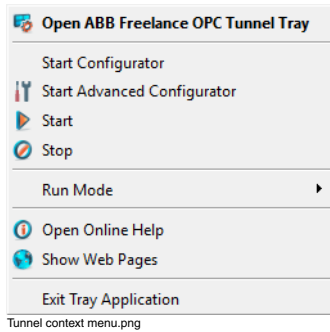 Open ABB Freelance OPC Tunnel Tray
Start Configurator
Start Advanced Configurator
Start
Stop
Run Mode
Open Online Help
Show Web Pages
Exit Tray Application
Tunnel context menu.png